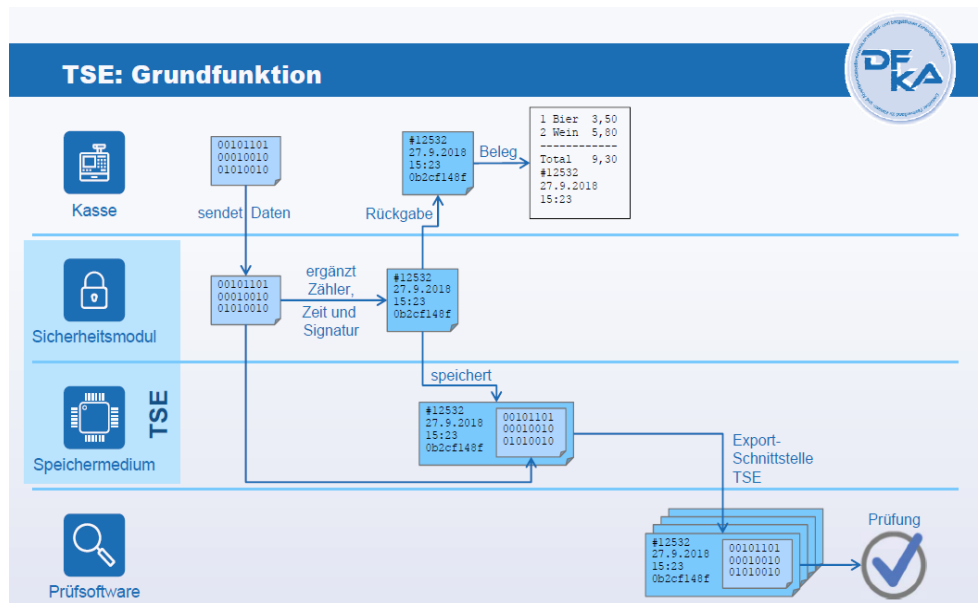 TSE: Grundfunktion
DFKA
Kasse
00101101
00010010
01010010
sendet Daten
#12532
27.9.2018
15:23
0b2cf148f
Rückgabe
Beleg
1 Bier 3,50
2 Wein 5,80
------------
Total 9,30
#12532
27.9.2018
15:23
Sicherheitsmodul
00101101
00010010
01010010
ergänzt
Zähler,
Zeit und
Signatur
#12532
27.9.2018
15:23
0b2cf148f
Speichermedium
TSE
speichert
#12532
27.9.2018
15:23
0b2cf148f
00101101
00010010
01010010
Export-
Schnittstelle
TSE
Prüfsoftware
#12532
27.9.2018
15:23
0b2cf148f
00101101
00010010
01010010
Prüfung